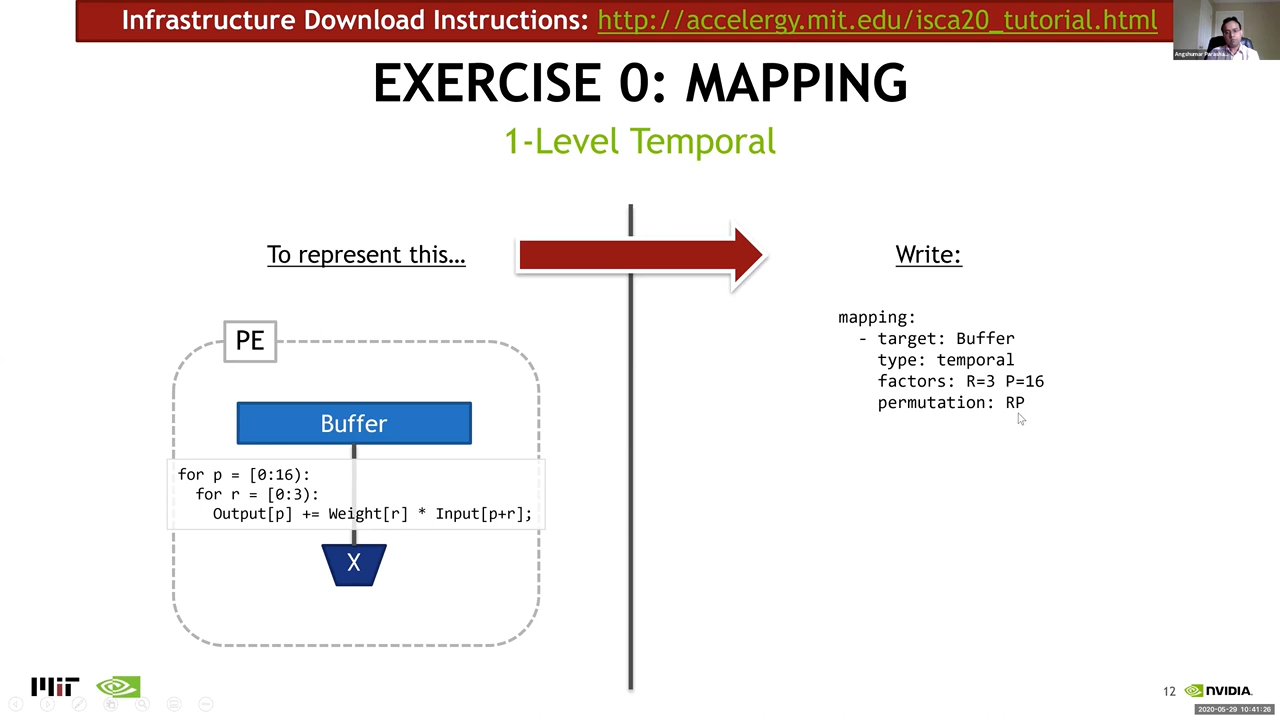 Infrastructure Download Instructions: http://accelergy.mit.edu/isca20_tutorial.html
EXERCISE 0: MAPPING
1-Level Temporal
To represent this…
Write:
PE
Buffer
for p = [0:16):
for r = [0:3):
Output[p] += Weight[r] * Input[p+r];
X
mapping:
- target: Buffer
type: temporal
factors: R=3 P=16
permutation: RP
MIT
12
NVIDIA.
2020-05-29 10:41:26